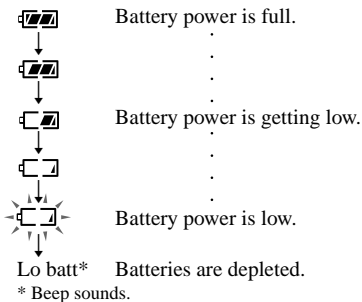 Battery power is full.
Battery power is getting low.
Battery power is low.
Lo batt* Batteries are depleted.
* Beep sounds.